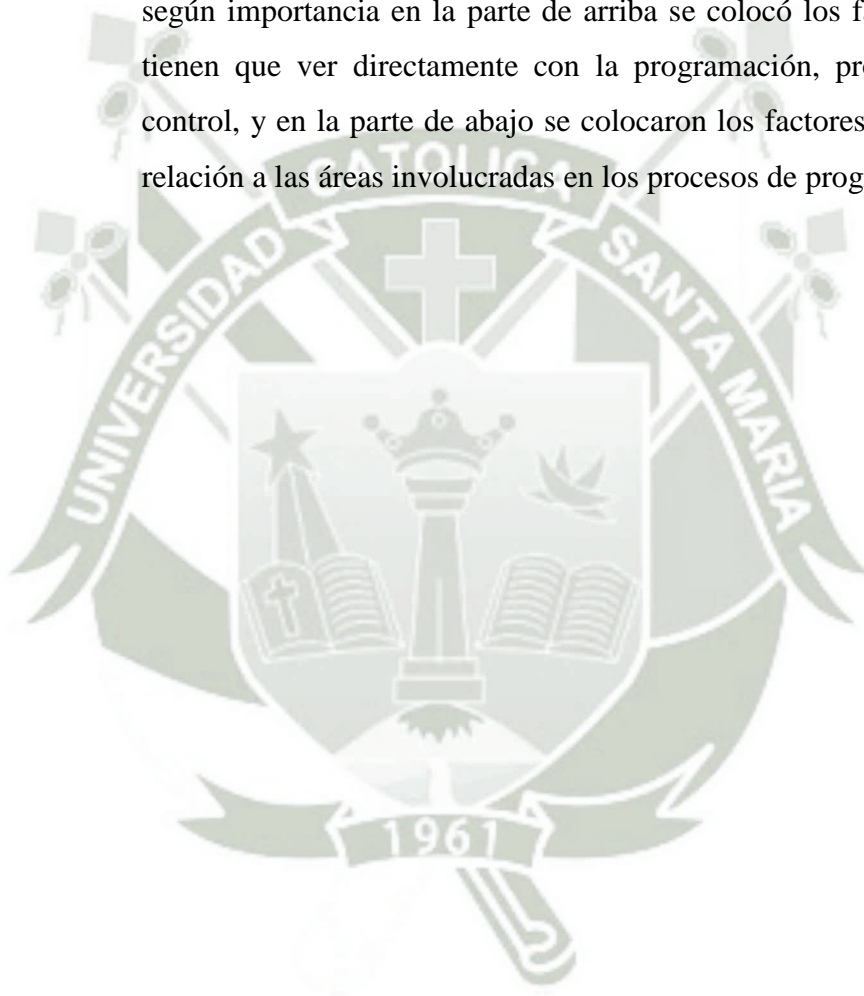 según importancia en la parte de arriba se colocó los
tienen que ver directamente con la programación,
control, y en la parte de abajo se colocaron los factores
relación a las áreas involucradas en los procesos de
UNIVERSIDAD CATOLICA SANTA MARIA
1961